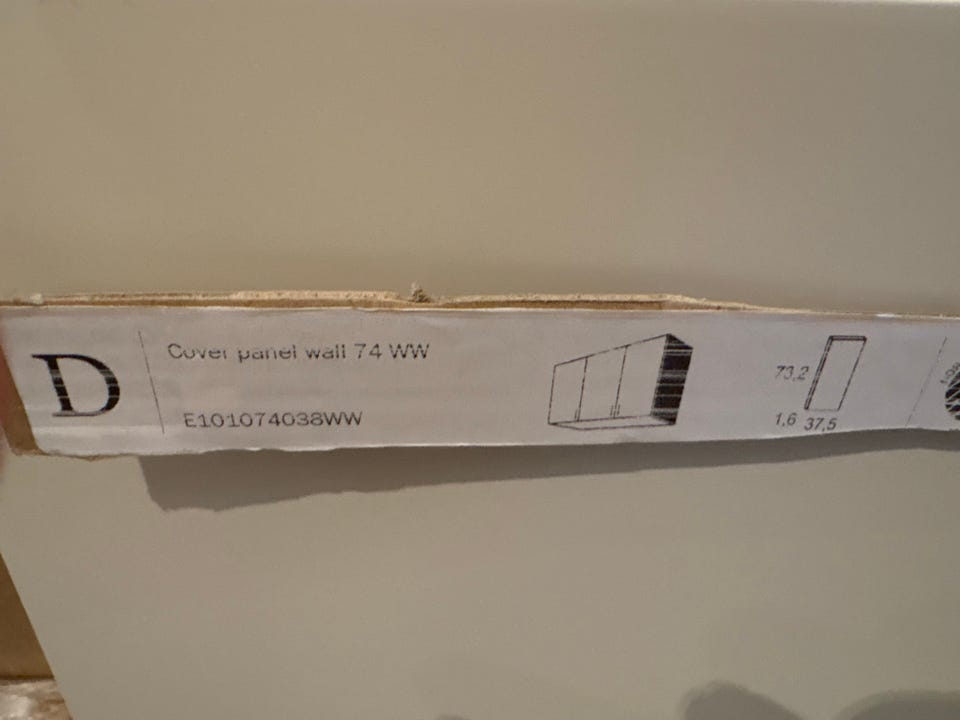 D
Cover panel wall 74 WW
E101074038WW
73,2
1,6 37,5